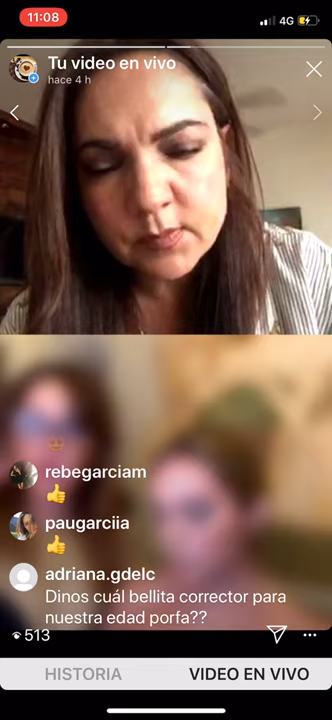 11:08
4G
Tu video en vivo
hace 4 h
rebegarciam
👍
paugarciia
👍
adriana.gdelc
Dinos cuál bellita corrector para
nuestra edad porfa??
513
HISTORIA
VIDEO EN VIVO